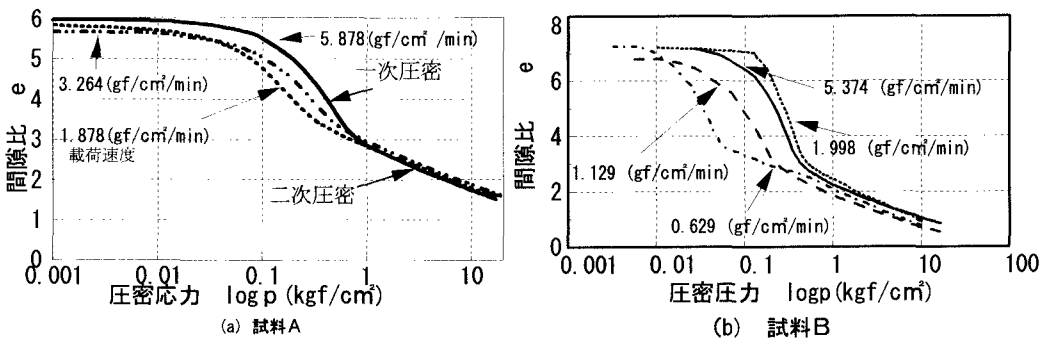 6
5
4
3
2
1
0
間隙比 e
5.878(gf/c㎡/min)
一次圧密
3.264(gf/c㎡/min)
1.878(gf/c㎡/min)
載荷速度
二次圧密
0.001
0.01
0.1
1
10
圧密応力 log p (kgf/c㎡)
(a) 試料A
8
6
4
2
0
間隙比 e
5.374 (gf/c㎡/min)
1.998 (gf/c㎡/min)
1.129 (gf/c㎡/min)
0.629 (gf/c㎡/min)
0.001
0.01
0.1
1
10
100
圧密圧力 logp(kgf/c㎡)
(b) 試料B